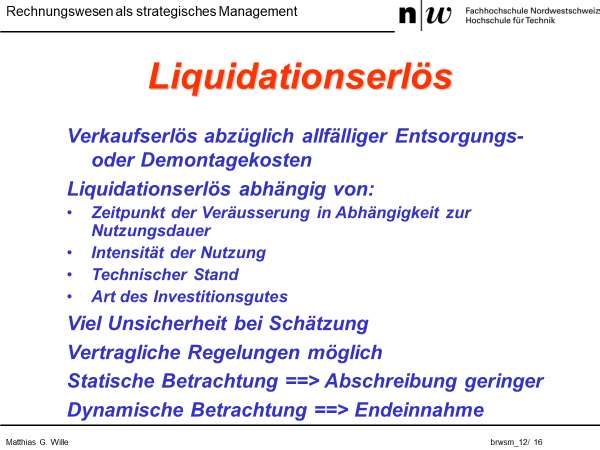 Rechnungswesen als strategisches Management
n|w Fachhochschule Nordwestschweiz
Hochschule für Technik
Liquidationserlös
Verkaufserlös abzüglich allfälliger Entsorgungs-
oder Demontagekosten
Liquidationserlös abhängig von:
• Zeitpunkt der Veräusserung in Abhängigkeit zur
Nutzungsdauer
• Intensität der Nutzung
• Technischer Stand
• Art des Investitionsgutes
Viel Unsicherheit bei Schätzung
Vertragliche Regelungen möglich
Statische Betrachtung ==> Abschreibung geringer
Dynamische Betrachtung ==> Endeinnahme
Matthias G. Wille
brwsm_12/ 16